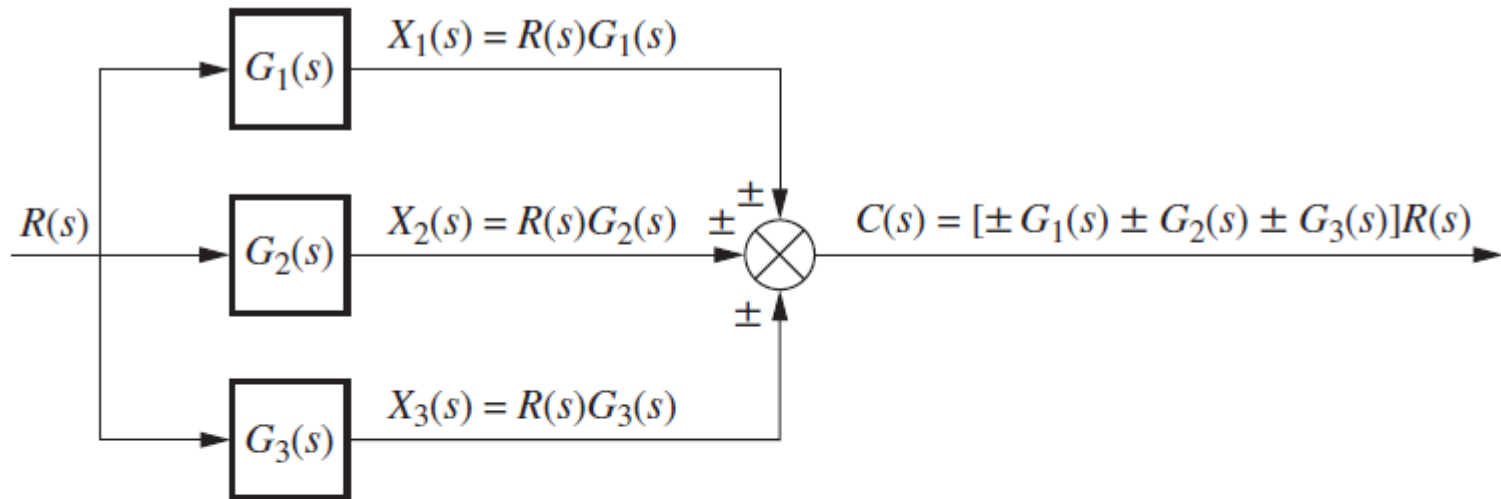 G₁(s)
X₁(s) = R(s)G₁(s)
R(s)
G₂(s)
X₂(s) = R(s)G₂(s)
±
±
±
C(s) = [± G₁(s) ± G₂(s) ± G₃(s)]R(s)
G₃(s)
X₃(s) = R(s)G₃(s)